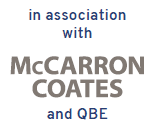 in association
with
McCARRON
COATES
and QBE